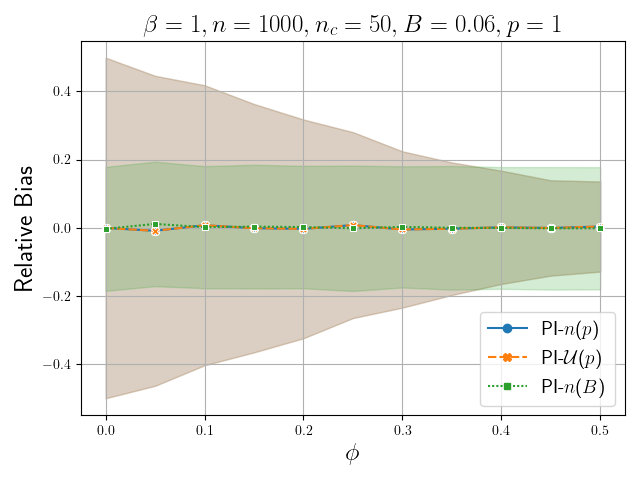 β = 1, n = 1000, n_c = 50, B = 0.06, p = 1
Relative Bias
0.4
0.2
0.0
−0.2
−0.4
PI-n(p)
PI-𝒰(p)
PI-n(B)
0.0 0.1 0.2 0.3 0.4 0.5
ϕ